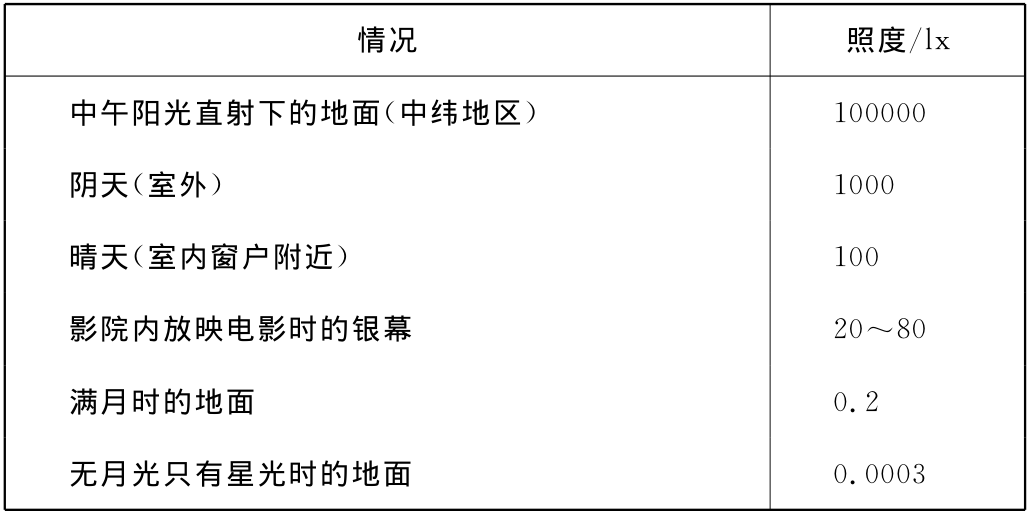 情况 照度/lx
中午阳光直射下的地面(中纬地区) 100000
阴天(室外) 1000
晴天(室内窗户附近) 100
影院内放映电影时的银幕 20～80
满月时的地面 0.2
无月光只有星光时的地面 0.0003